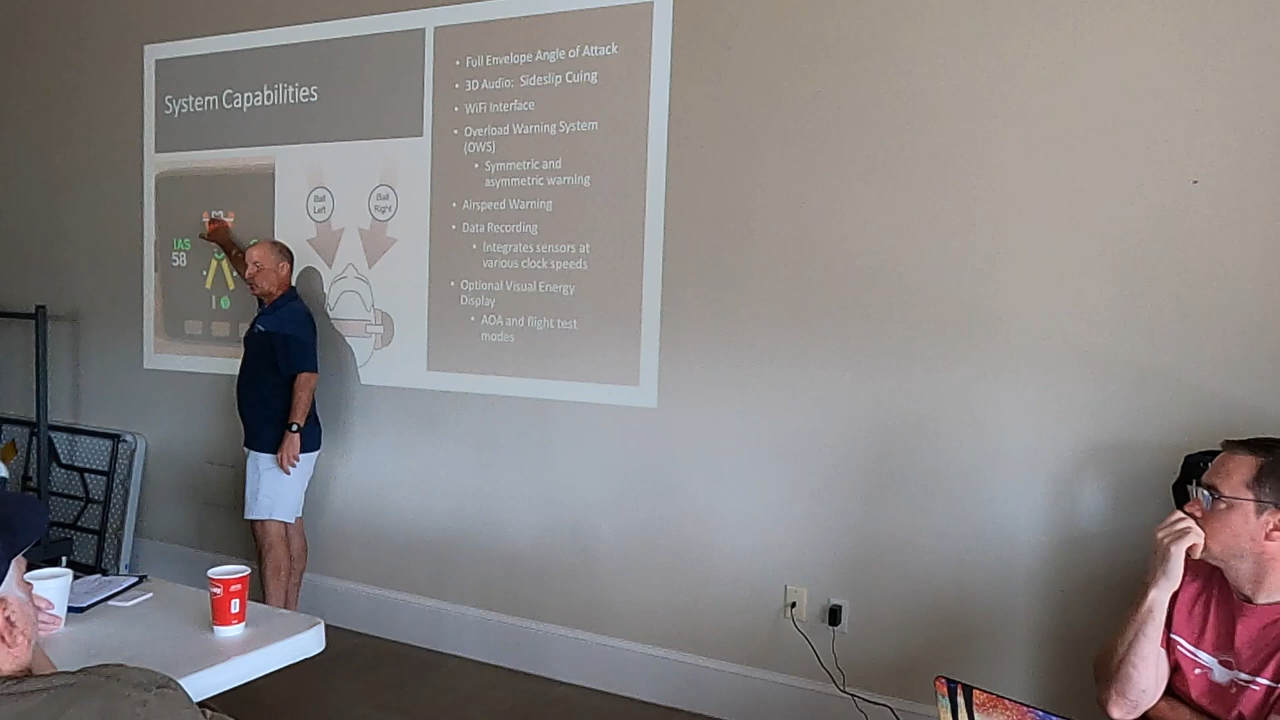 System Capabilities
IAS
58
Ball
Left
Ball
Right
• Full Envelope Angle of Attack
• 3D Audio: Sideslip Cuing
• WiFi Interface
• Overload Warning System
(OWS)
• Symmetric and
asymmetric warning
• Airspeed Warning
• Data Recording
• Integrates sensors at
various clock speeds
• Optional Visual Energy
Display
• AOA and flight test
modes